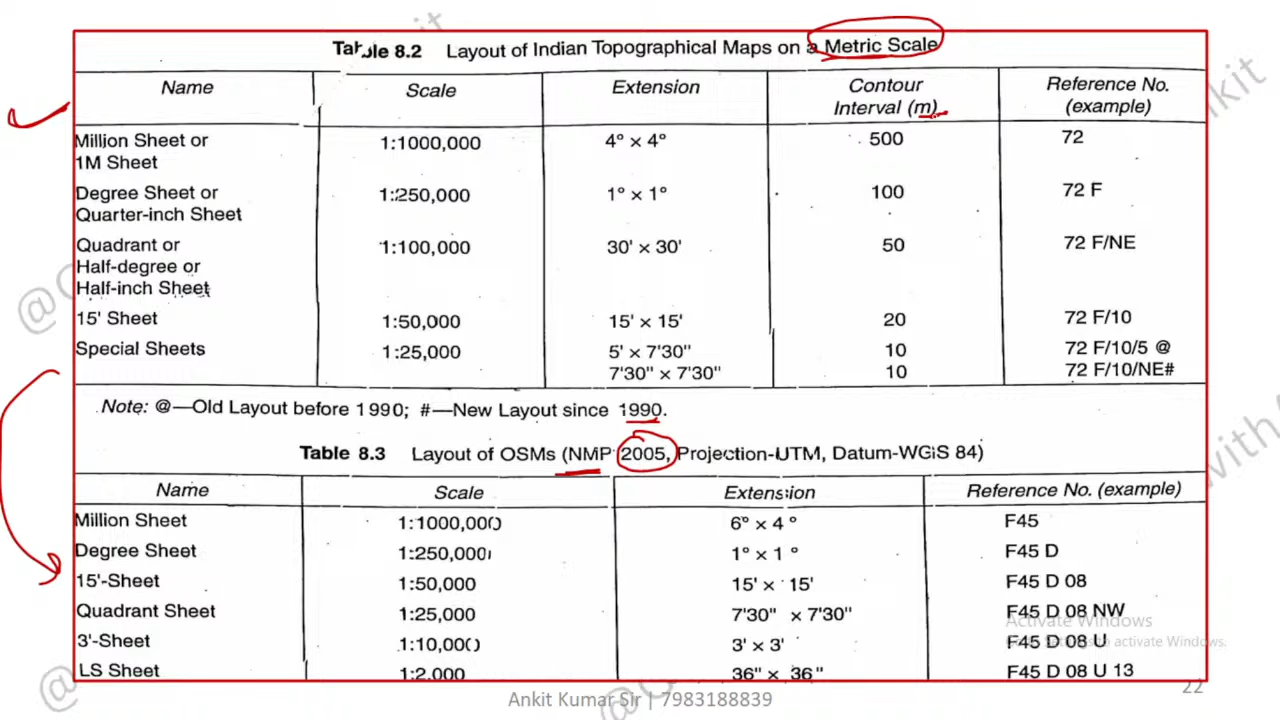 Table 8.2 Layout of Indian Topographical Maps on a Metric Scale
Name Scale Extension Contour Interval (m) Reference No. (example)
Million Sheet or 1M Sheet 1:1000,000 4° × 4° 500 72
Degree Sheet or Quarter-inch Sheet 1:250,000 1° × 1° 100 72 F
Quadrant or Half-degree or Half-inch Sheet 1:100,000 30' × 30' 50 72 F/NE
15' Sheet 1:50,000 15' × 15' 20 72 F/10
Special Sheets 1:25,000 5' × 7'30" 10 72 F/10/5 @
7'30" × 7'30" 10 72 F/10/NE#
Note: @—Old Layout before 1990; #—New Layout since 1990.
Table 8.3 Layout of OSMs (NMP 2005, Projection-UTM, Datum-WGS 84)
Name Scale Extension Reference No. (example)
Million Sheet 1:1000,000 6° × 4° F45
Degree Sheet 1:250,000 1° × 1° F45 D
15'-Sheet 1:50,000 15' × 15' F45 D 08
Quadrant Sheet 1:25,000 7'30" × 7'30" F45 D 08 NW
Activate Windows
3'-Sheet 1:10,000 3' × 3' F45 D 08 U
to activate Windows.
LS Sheet 1:2,000 36" × 36" F45 D 08 U 13
22
Ankit Kumar Sir | 7983188839